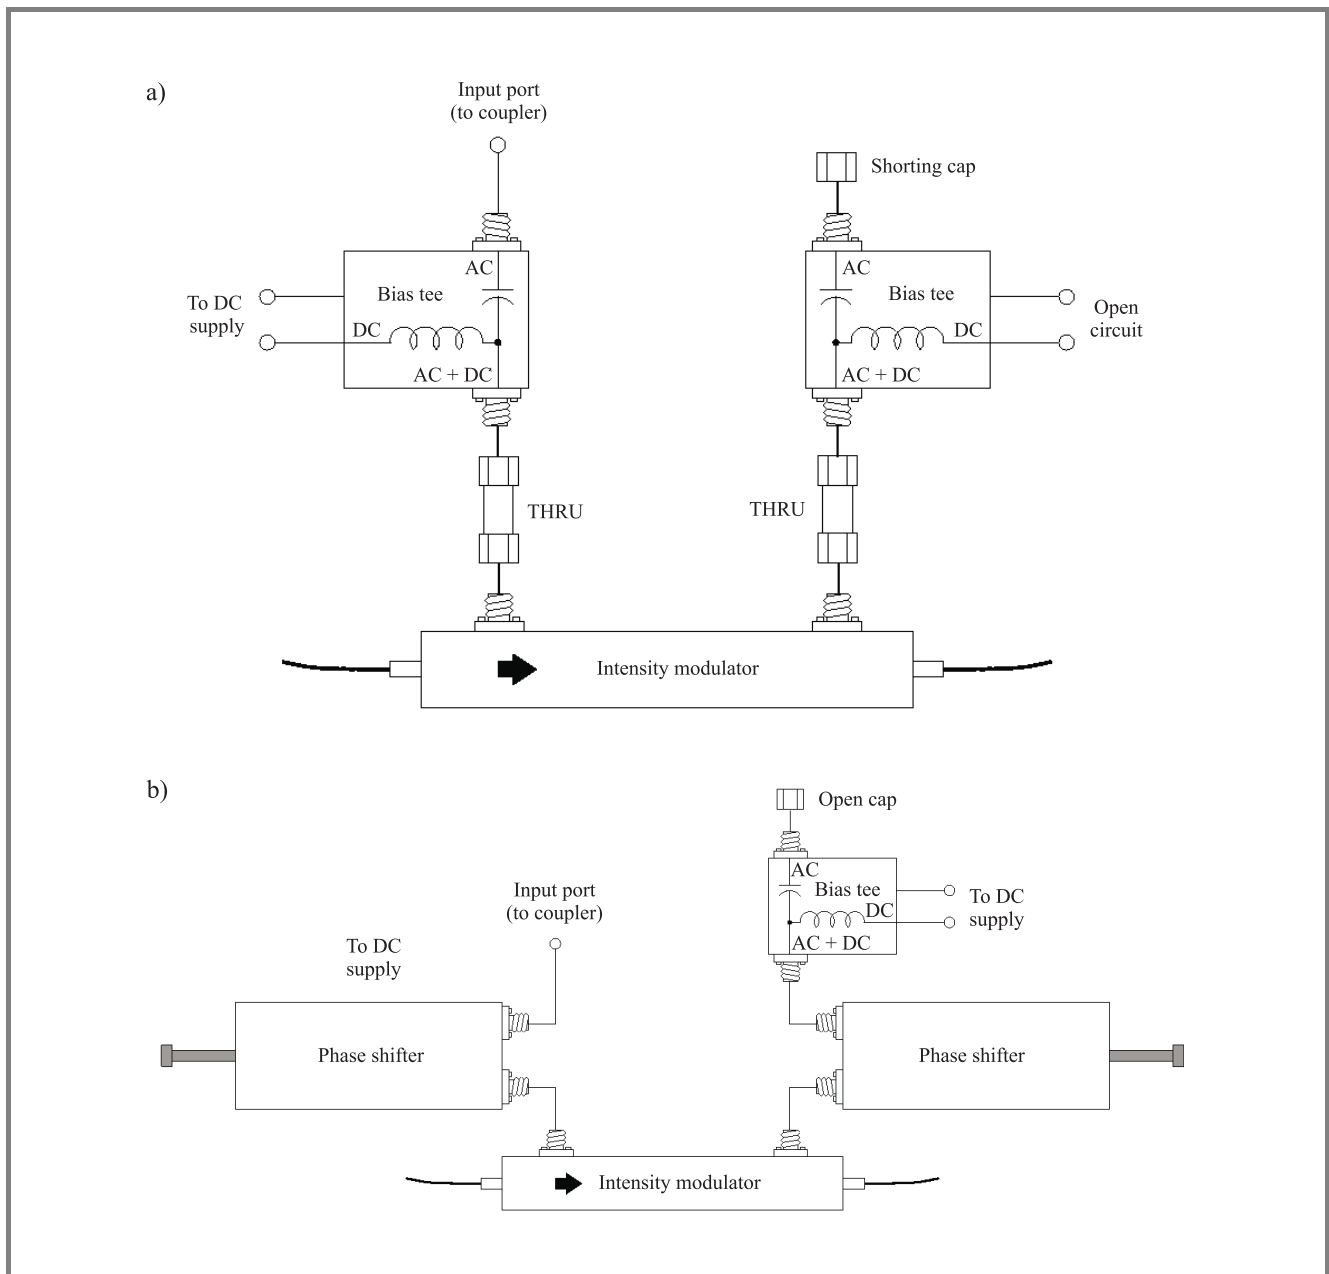 a)
Input port
(to coupler)
Shorting cap
AC
Bias tee
To DC
supply
DC
AC + DC
AC
Bias tee
Open
circuit
DC
AC + DC
THRU
THRU
Intensity modulator
b)
Open cap
AC
Bias tee
To DC
supply
DC
AC + DC
Input port
(to coupler)
To DC
supply
Phase shifter
Phase shifter
Intensity modulator